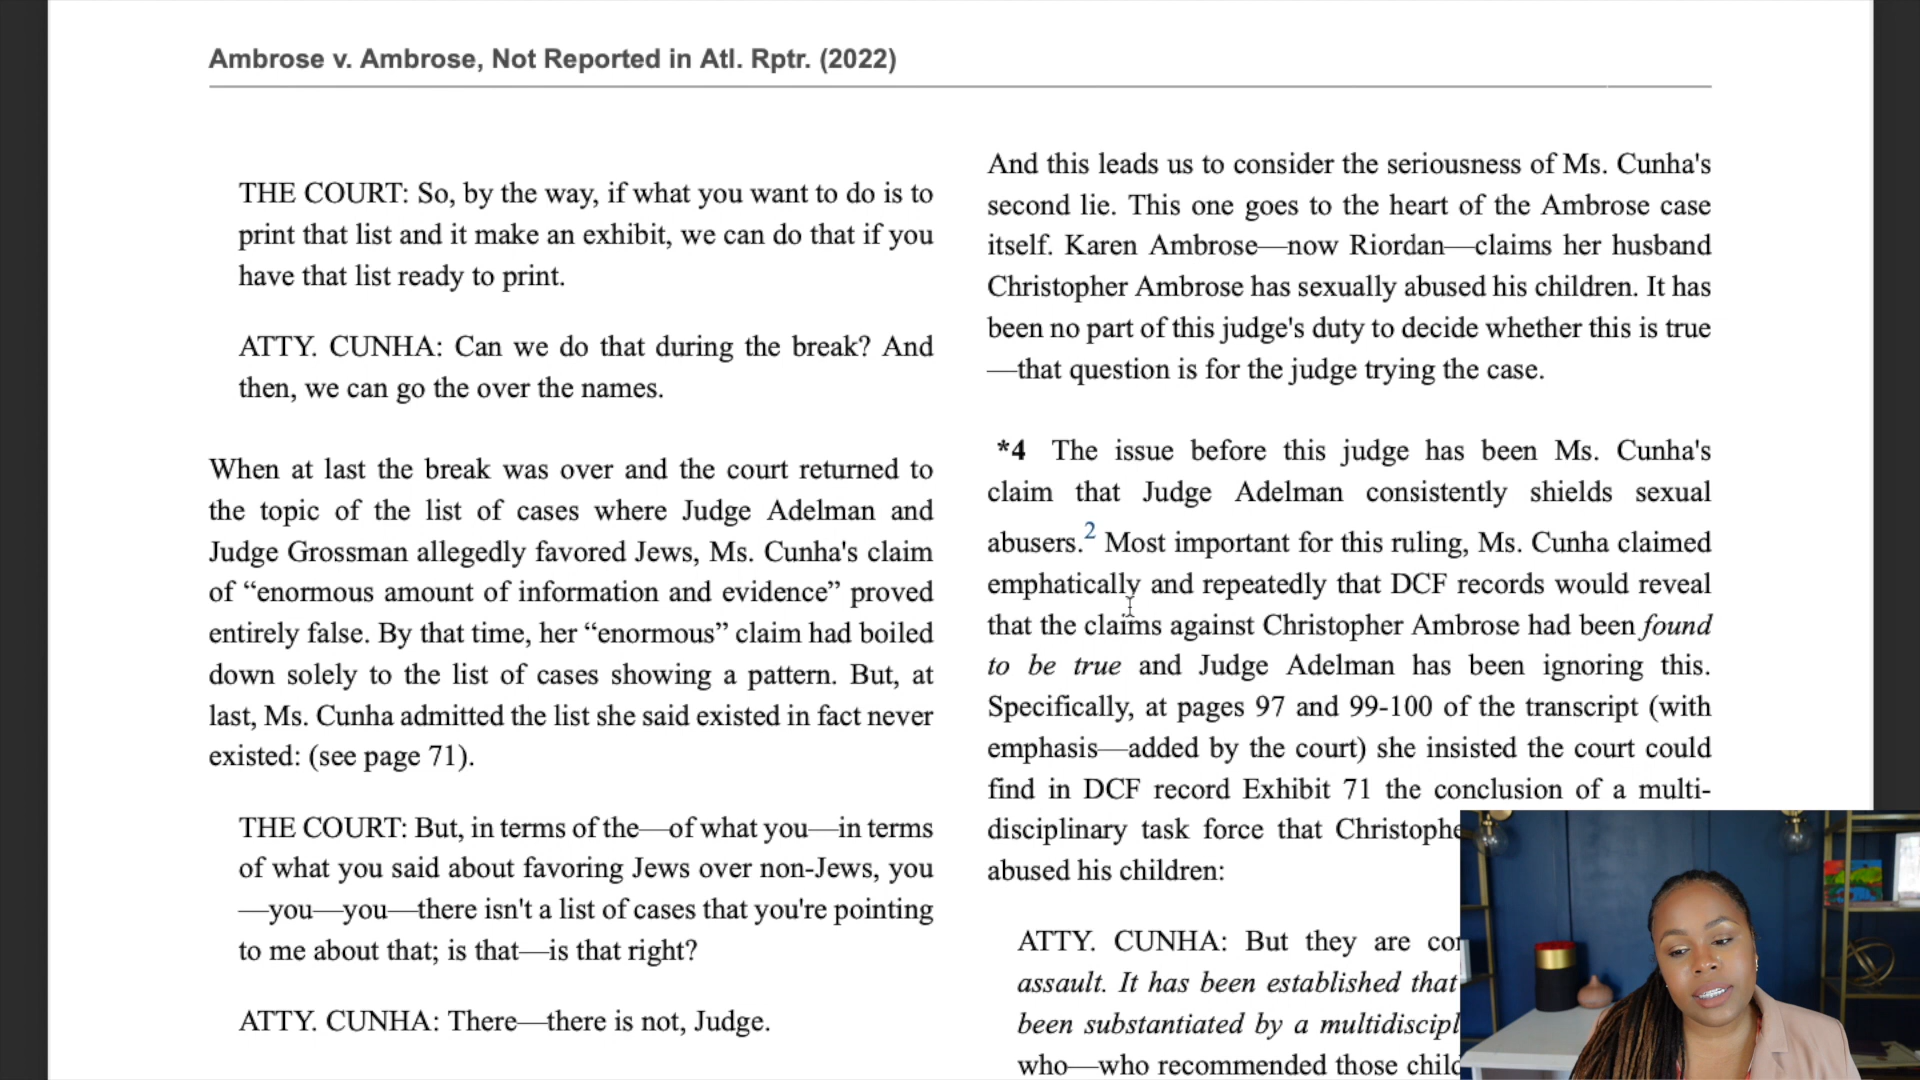 Ambrose v. Ambrose, Not Reported in Atl. Rptr. (2022)
THE COURT: So, by the way, if what you want to do is to
print that list and it make an exhibit, we can do that if you
have that list ready to print.
ATTY. CUNHA: Can we do that during the break? And
then, we can go the over the names.
When at last the break was over and the court returned to
the topic of the list of cases where Judge Adelman and
Judge Grossman allegedly favored Jews, Ms. Cunha's claim
of “enormous amount of information and evidence” proved
entirely false. By that time, her “enormous” claim had boiled
down solely to the list of cases showing a pattern. But, at
last, Ms. Cunha admitted the list she said existed in fact never
existed: (see page 71).
THE COURT: But, in terms of the—of what you—in terms
of what you said about favoring Jews over non-Jews, you
—you—you—there isn't a list of cases that you're pointing
to me about that; is that—is that right?
ATTY. CUNHA: There—there is not, Judge.
And this leads us to consider the seriousness of Ms. Cunha's
second lie. This one goes to the heart of the Ambrose case
itself. Karen Ambrose—now Riordan—claims her husband
Christopher Ambrose has sexually abused his children. It has
been no part of this judge's duty to decide whether this is true
—that question is for the judge trying the case.
*4 The issue before this judge has been Ms. Cunha's
claim that Judge Adelman consistently shields sexual
abusers.2 Most important for this ruling, Ms. Cunha claimed
emphatically and repeatedly that DCF records would reveal
that the claims against Christopher Ambrose had been found
to be true and Judge Adelman has been ignoring this.
Specifically, at pages 97 and 99-100 of the transcript (with
emphasis—added by the court) she insisted the court could
find in DCF record Exhibit 71 the conclusion of a multi-
disciplinary task force that Christophe
abused his children:
ATTY. CUNHA: But they are
assault. It has been established that
been substantiated by a multidiscipl
who—who recommended those chil